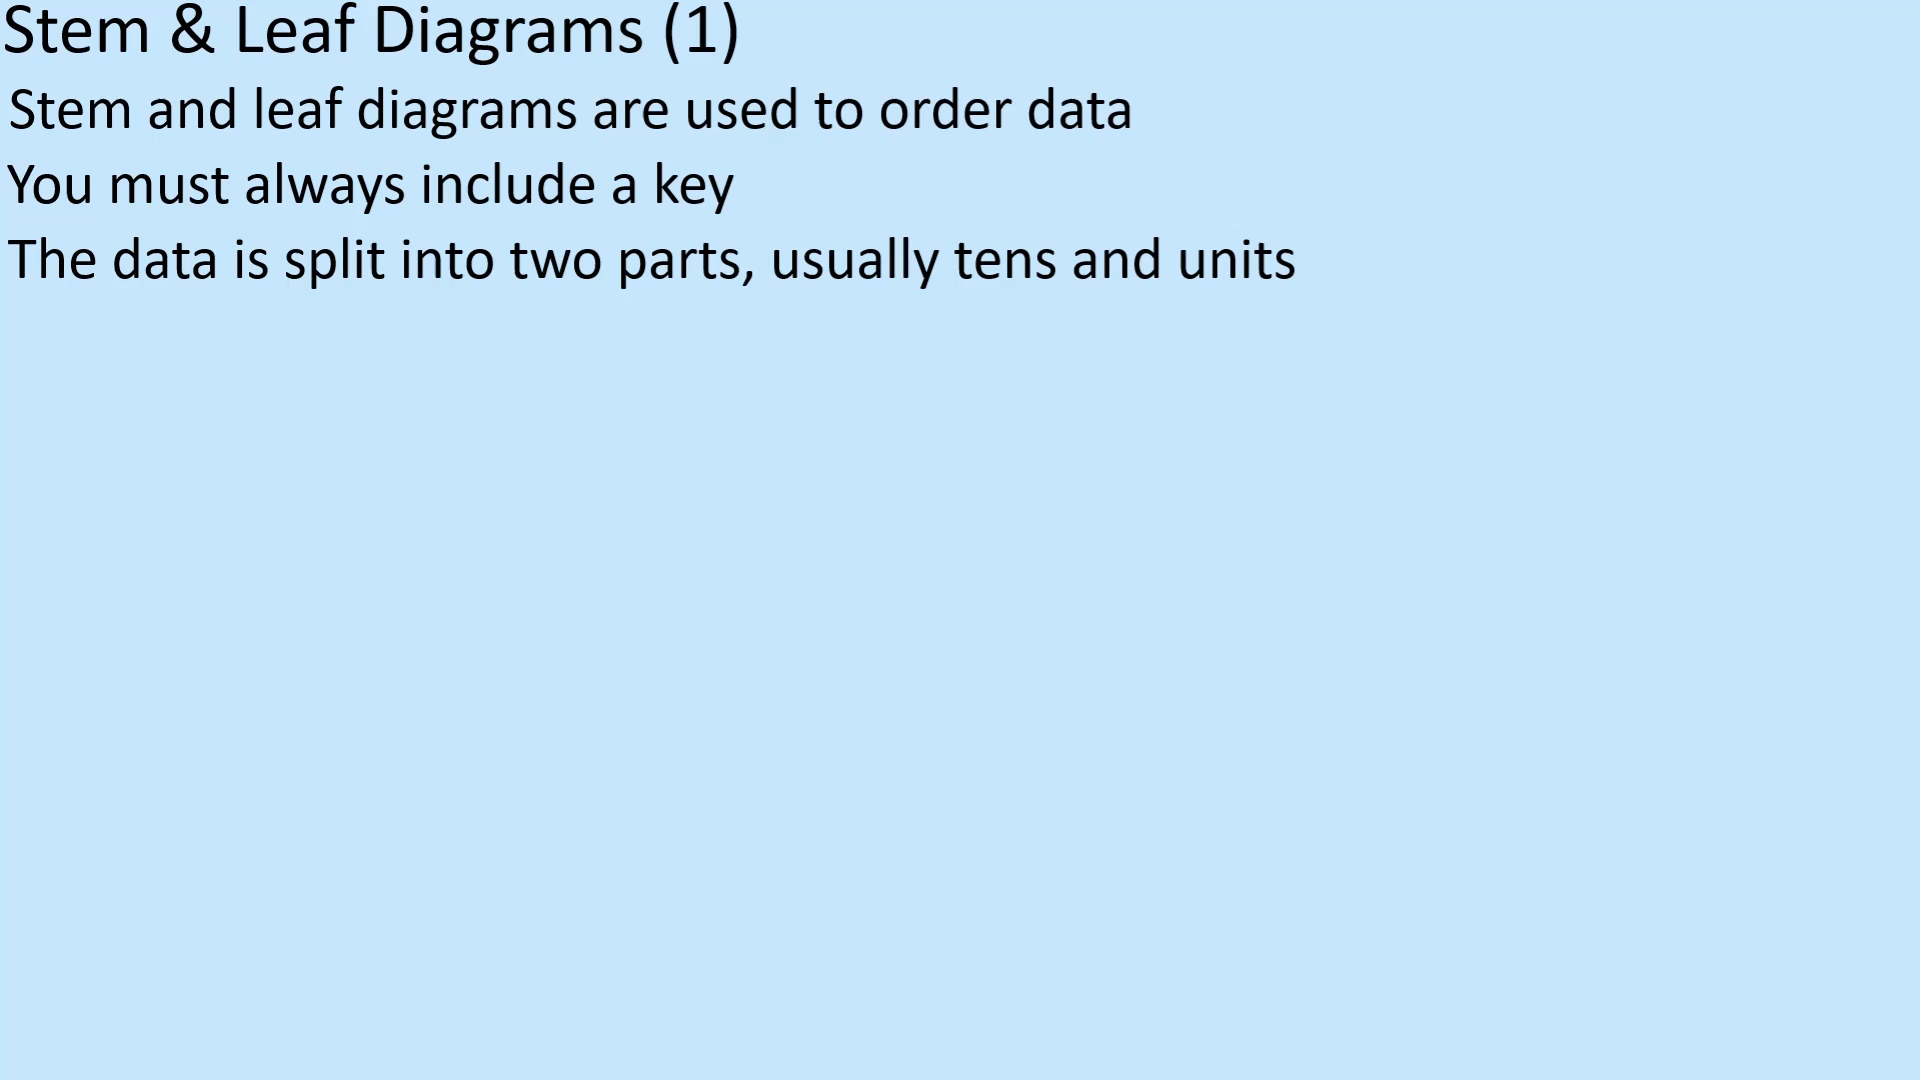 Stem & Leaf Diagrams (1)
Stem and leaf diagrams are used to order data
You must always include a key
The data is split into two parts, usually tens and units